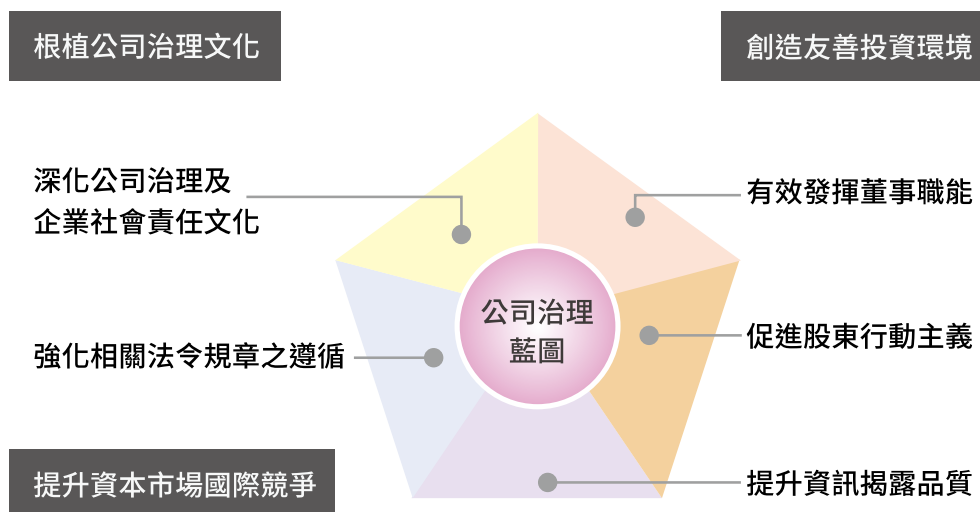 根植公司治理文化
創造友善投資環境
深化公司治理及
企業社會責任文化
有效發揮董事職能
公司治理
藍圖
促進股東行動主義
強化相關法令規章之遵循
提升資本市場國際競爭
提升資訊揭露品質